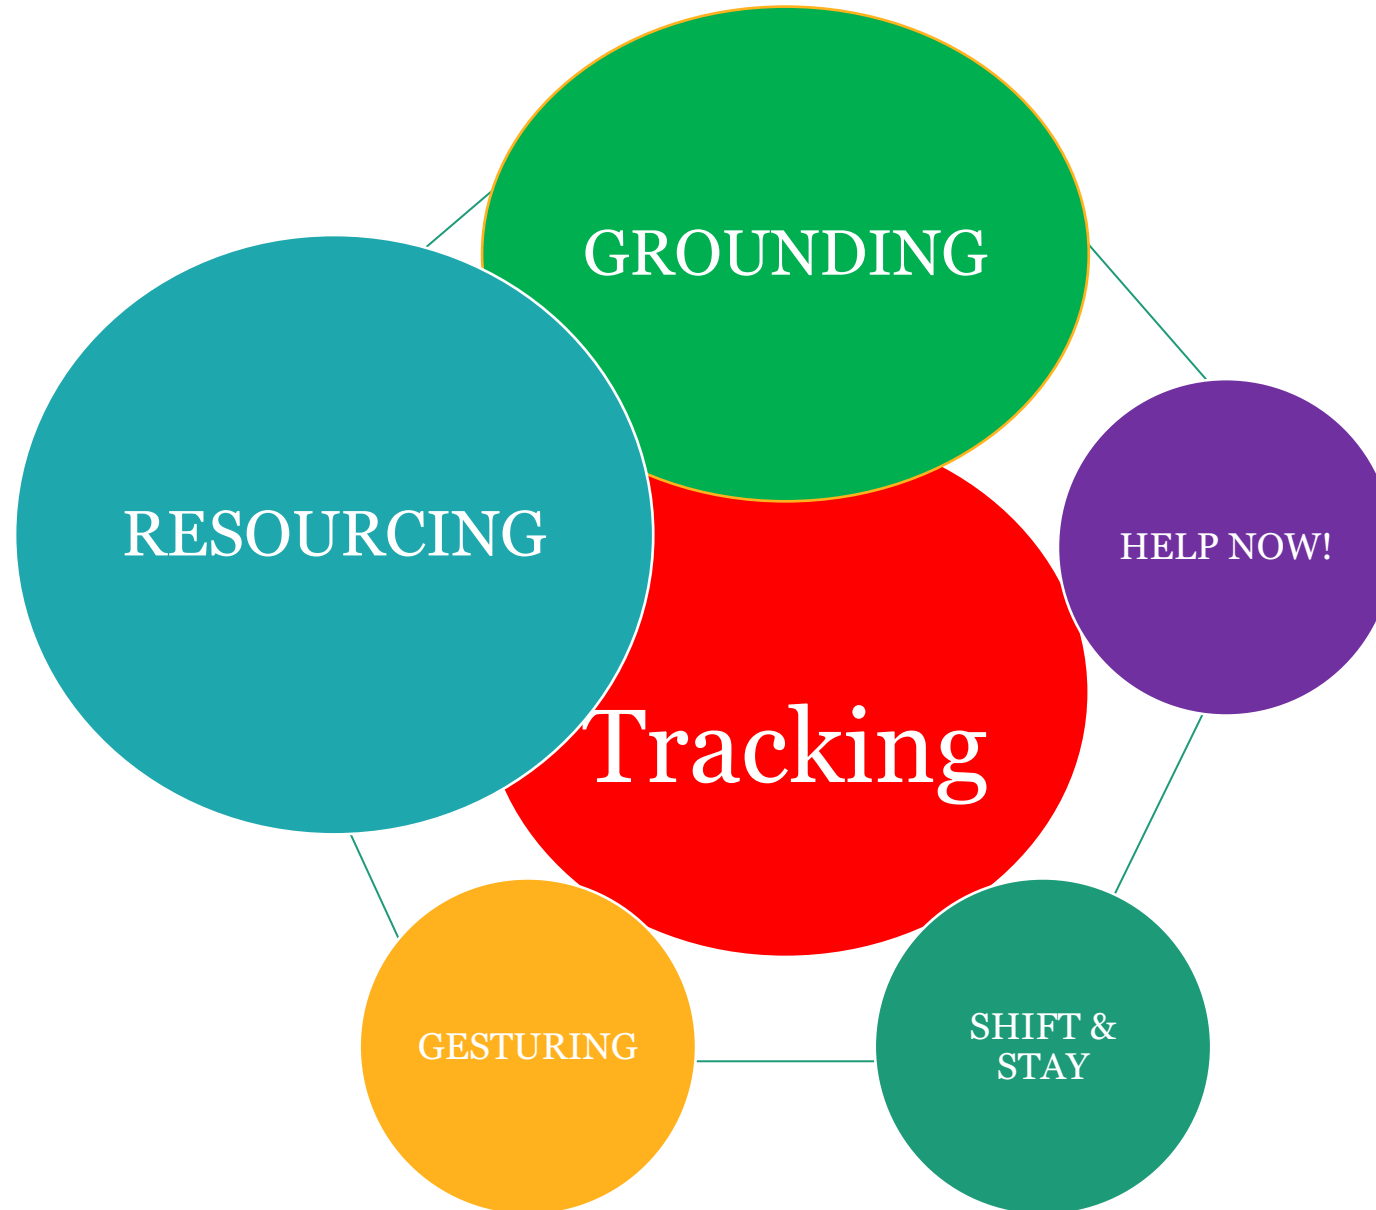 GROUNDING
RESOURCING
HELP NOW!
Tracking
GESTURING
SHIFT &
STAY